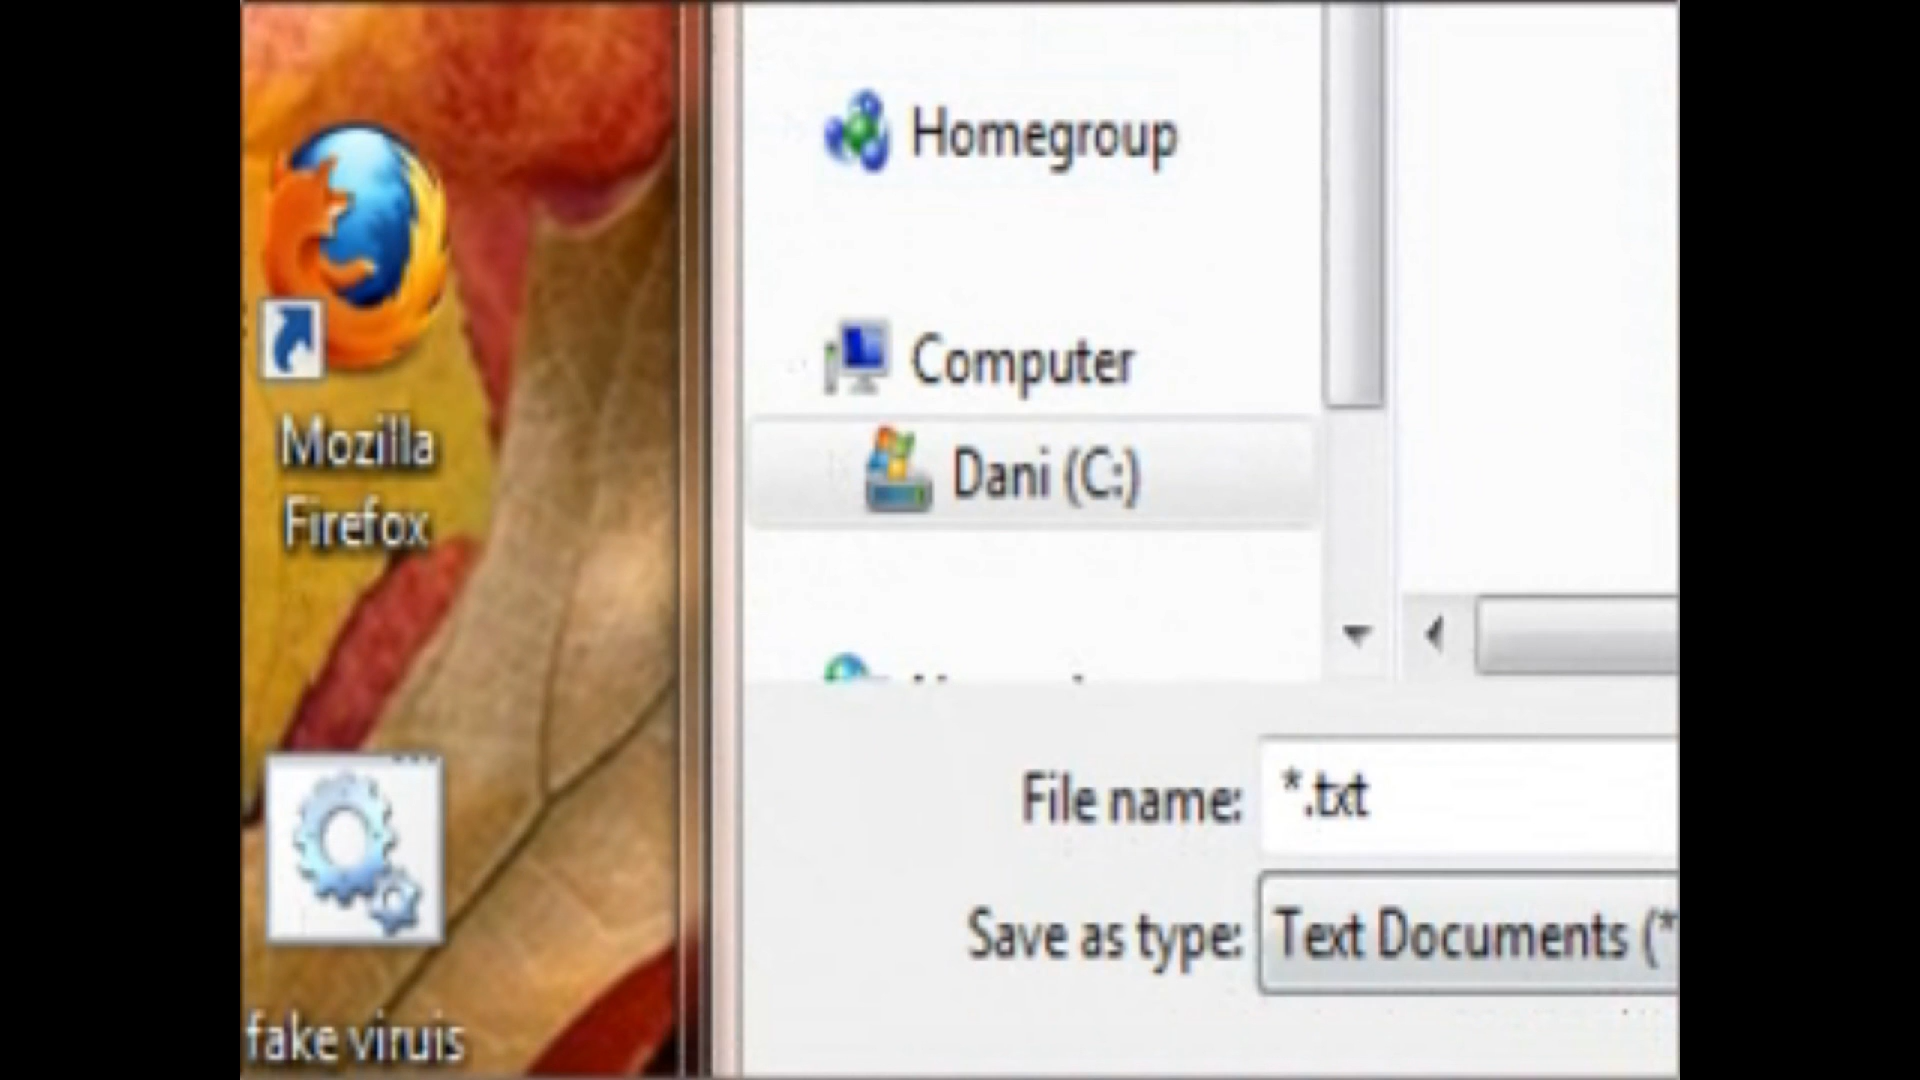 Homegroup
Mozilla
Firefox
Computer
Dani (C:)
File name: *.txt
Save as type: Text Documents (*
fake viruis